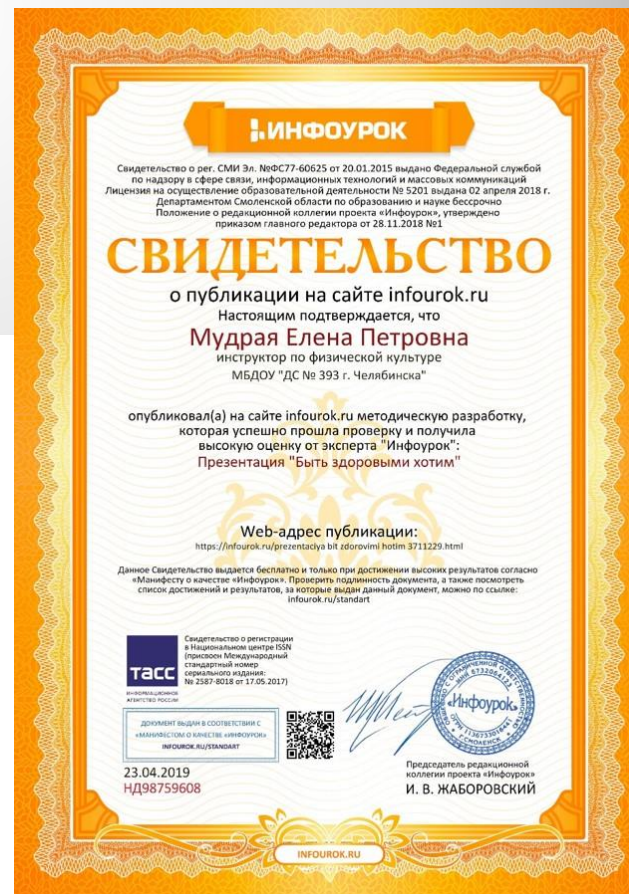 ИНФОУРОК
Свидетельство о рег. СМИ Эл. №ФС77-60625 от 20.01.2015 выдано Федеральной службой
по надзору в сфере связи, информационных технологий и массовых коммуникаций
Лицензия на осуществление образовательной деятельности № 5201 выдана 02 апреля 2018 г.
Департаментом Смоленской области по образованию и науке бессрочно
Положение о редакционной коллегии проекта «Инфоурок», утверждено
приказом главного редактора от 28.11.2018 №1
СВИДЕТЕЛЬСТВО
о публикации на сайте infourok.ru
Настоящим подтверждается, что
Мудрая Елена Петровна
инструктор по физической культуре
МБДОУ "ДС № 393 г. Челябинска"
опубликовал(а) на сайте infourok.ru методическую разработку,
которая успешно прошла проверку и получила
высокую оценку от эксперта "Инфоурок":
Презентация "Быть здоровыми хотим"
Web-адрес публикации:
https://infourok.ru/prezentaciya bit zdorovimi hotim 3711229.html
Данное Свидетельство выдается бесплатно и только при достижении высоких результатов согласно
«Манифесту о качестве «Инфоурок». Проверить подлинность документа, а также посмотреть
список достижений и результатов, за которые выдан данный документ, можно по ссылке:
infourok.ru/standart
Свидетельство о регистрации
в Национальном центре ISSN
(присвоен Международный
стандартный номер
сериального издания:
№ 2587-8018 от 17.05.2017)
ТАСС
ИНФОРМАЦИОННОЕ
АГЕНТСТВО РОССИИ
ДОКУМЕНТ ВЫДАН В СООТВЕТСТВИИ С
«МАНИФЕСТОМ О КАЧЕСТВЕ «ИНФОУРОК»
INFOUROK.RU/STANDART
«Инфоурок»
г.СМОЛЕНСК
23.04.2019
НД98759608
Председатель редакционной
коллегии проекта «Инфоурок»
И. В. ЖАБОРОВСКИЙ
INFOUROK.RU